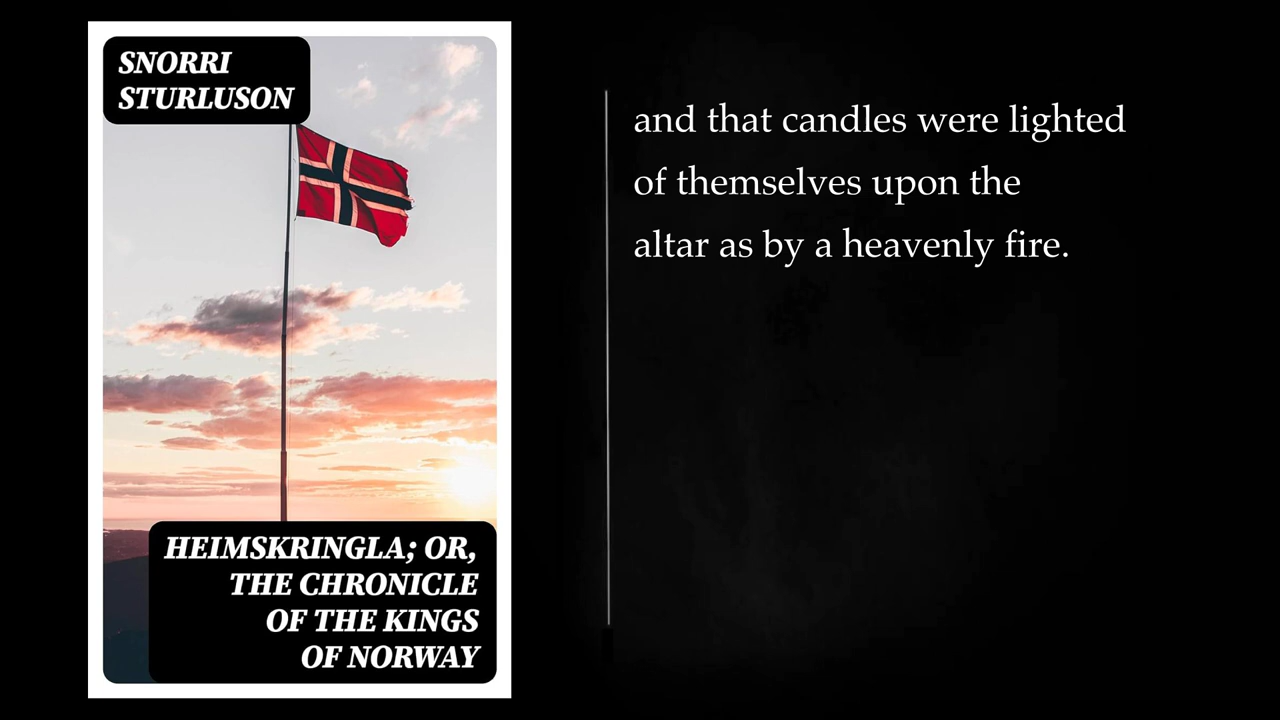 SNORRI
STURLUSON
HEIMSKRINGLA; OR,
THE CHRONICLE
OF THE KINGS
OF NORWAY
and that candles were lighted
of themselves upon the
altar as by a heavenly fire.